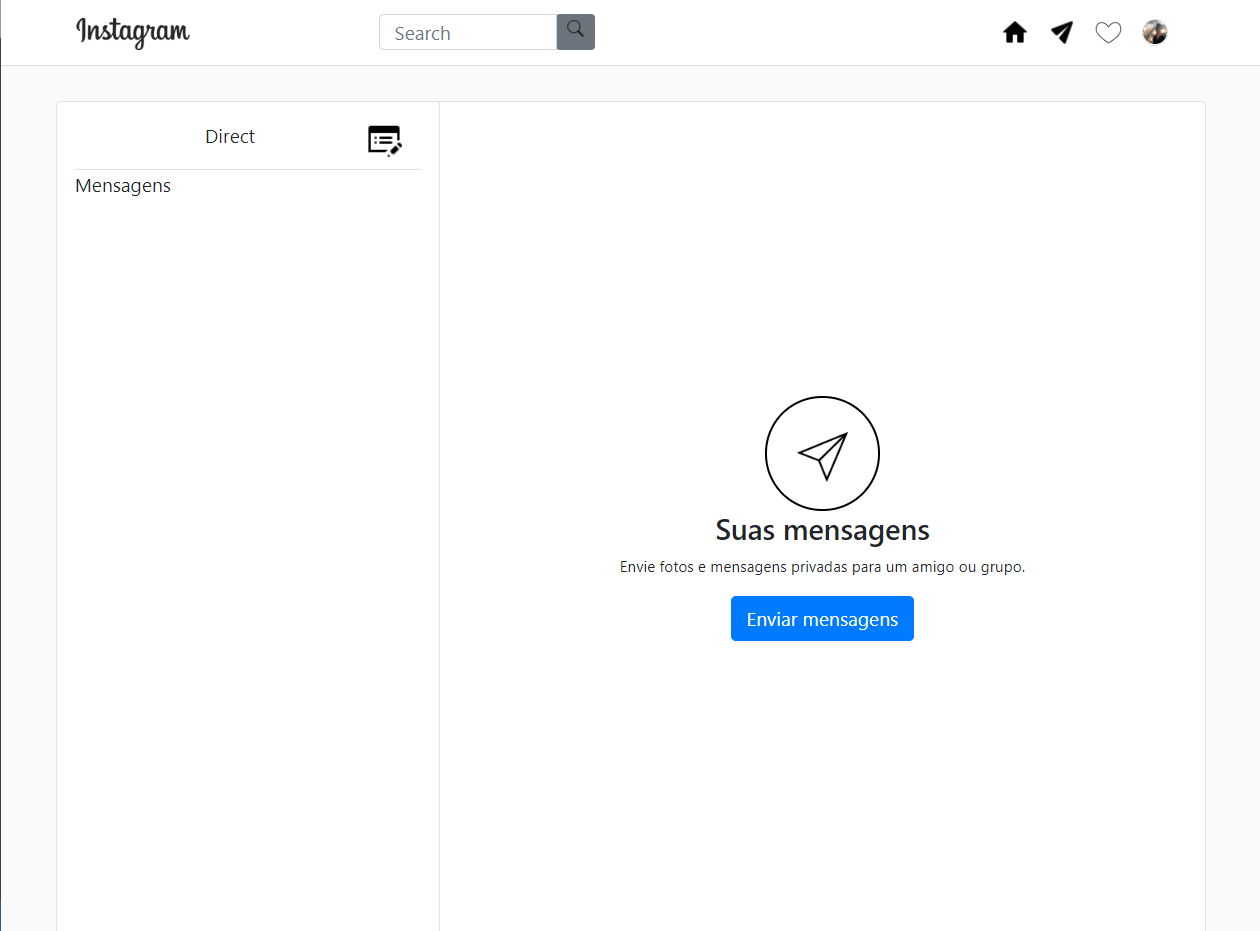 Instagram
Search
Direct
Mensagens
Suas mensagens
Envie fotos e mensagens privadas para um amigo ou grupo.
Enviar mensagens